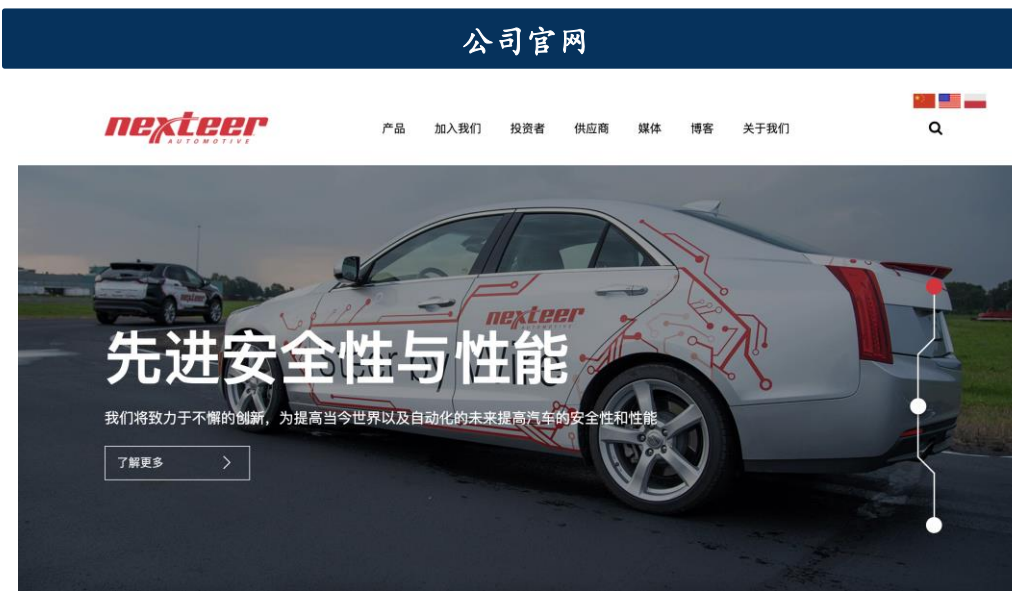 公司官网
nexteer
AUTOMOTIVE
产品 加入我们 投资者 供应商 媒体 博客 关于我们
nexteer
AUTOMOTIVE
先进安全性与性能
我们将致力于不懈的创新，为提高当今世界以及自动化的未来提高汽车的安全性和性能
了解更多